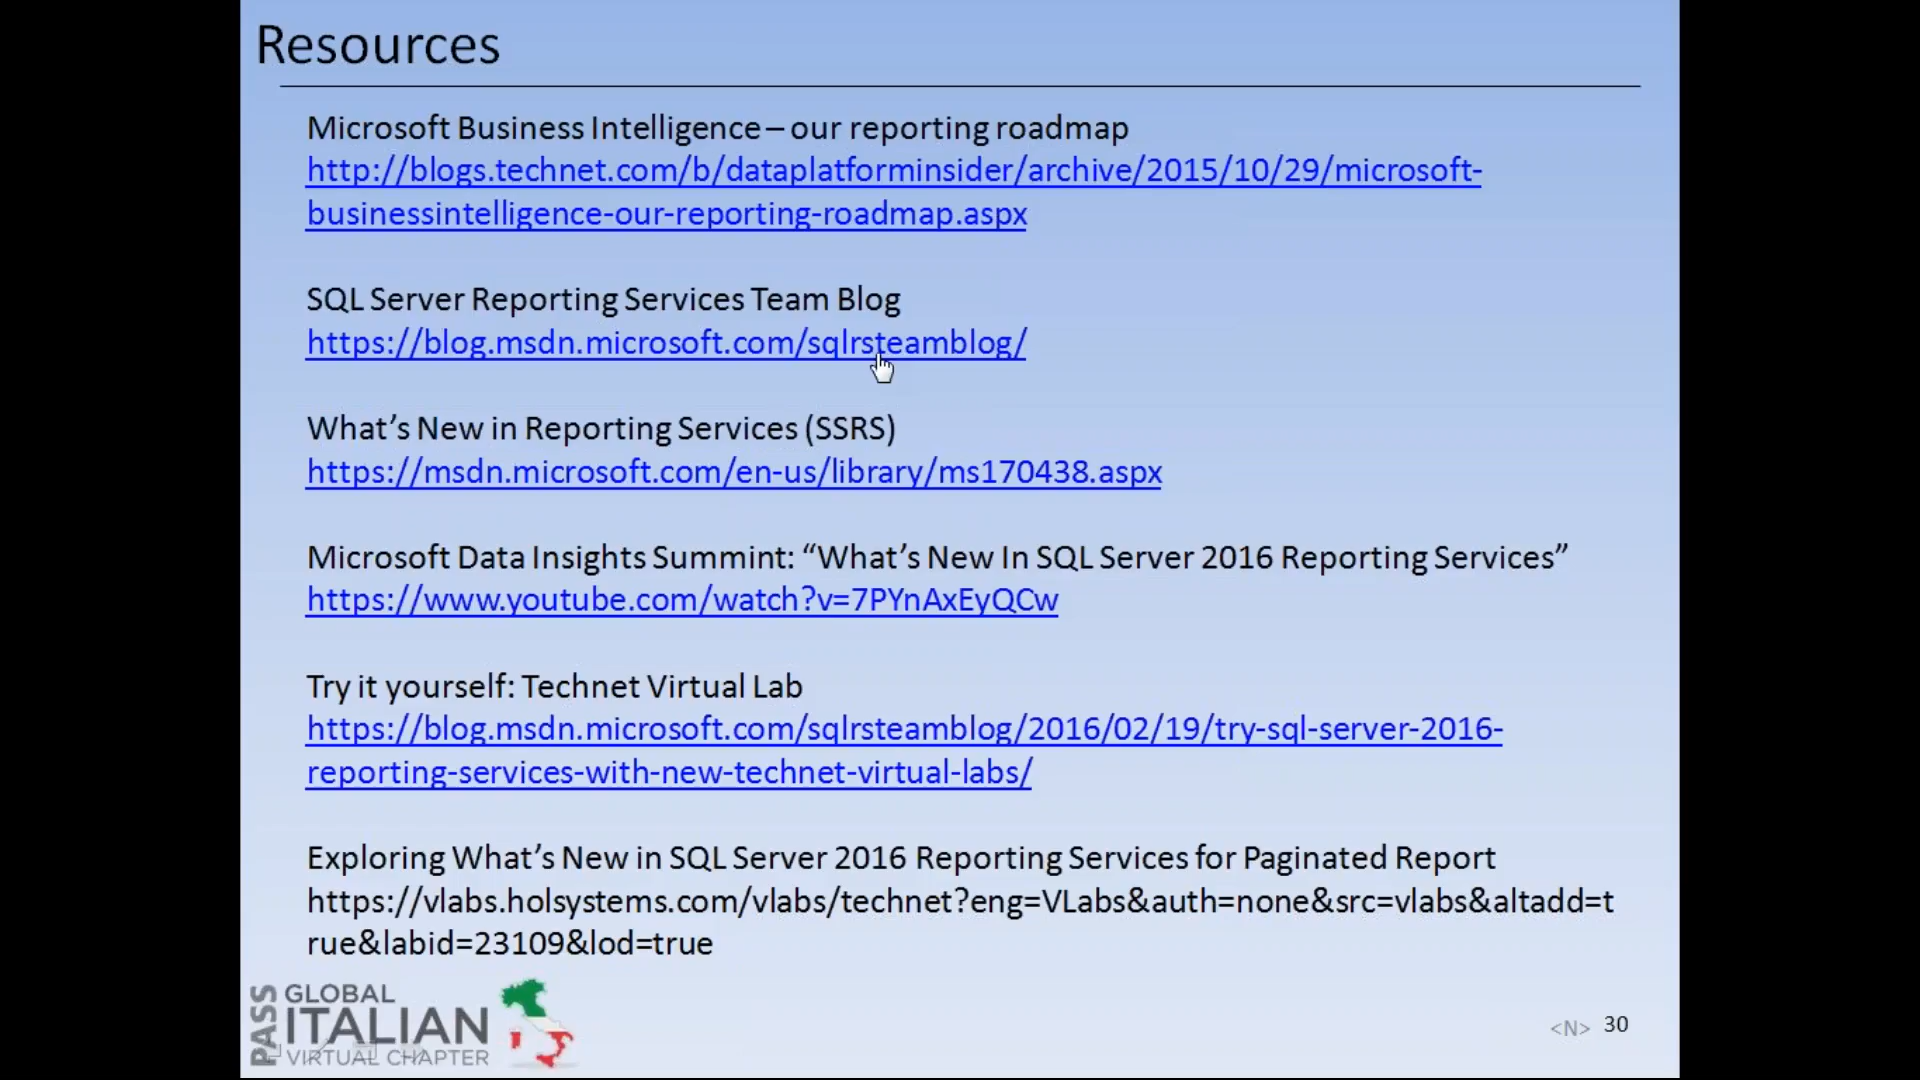 Resources
Microsoft Business Intelligence – our reporting roadmap
http://blogs.technet.com/b/dataplatforminsider/archive/2015/10/29/microsoft-
businessintelligence-our-reporting-roadmap.aspx
SQL Server Reporting Services Team Blog
https://blog.msdn.microsoft.com/sqlrsteamblog/
What’s New in Reporting Services (SSRS)
https://msdn.microsoft.com/en-us/library/ms170438.aspx
Microsoft Data Insights Summint: “What’s New In SQL Server 2016 Reporting Services”
https://www.youtube.com/watch?v=7PYnAxEyQCw
Try it yourself: Technet Virtual Lab
https://blog.msdn.microsoft.com/sqlrsteamblog/2016/02/19/try-sql-server-2016-
reporting-services-with-new-technet-virtual-labs/
Exploring What’s New in SQL Server 2016 Reporting Services for Paginated Report
https://vlabs.holsystems.com/vlabs/technet?eng=VLabs&auth=none&src=vlabs&altadd=t
rue&labid=23109&lod=true
PASS
GLOBAL
ITALIAN
VIRTUAL CHAPTER
<N> 30